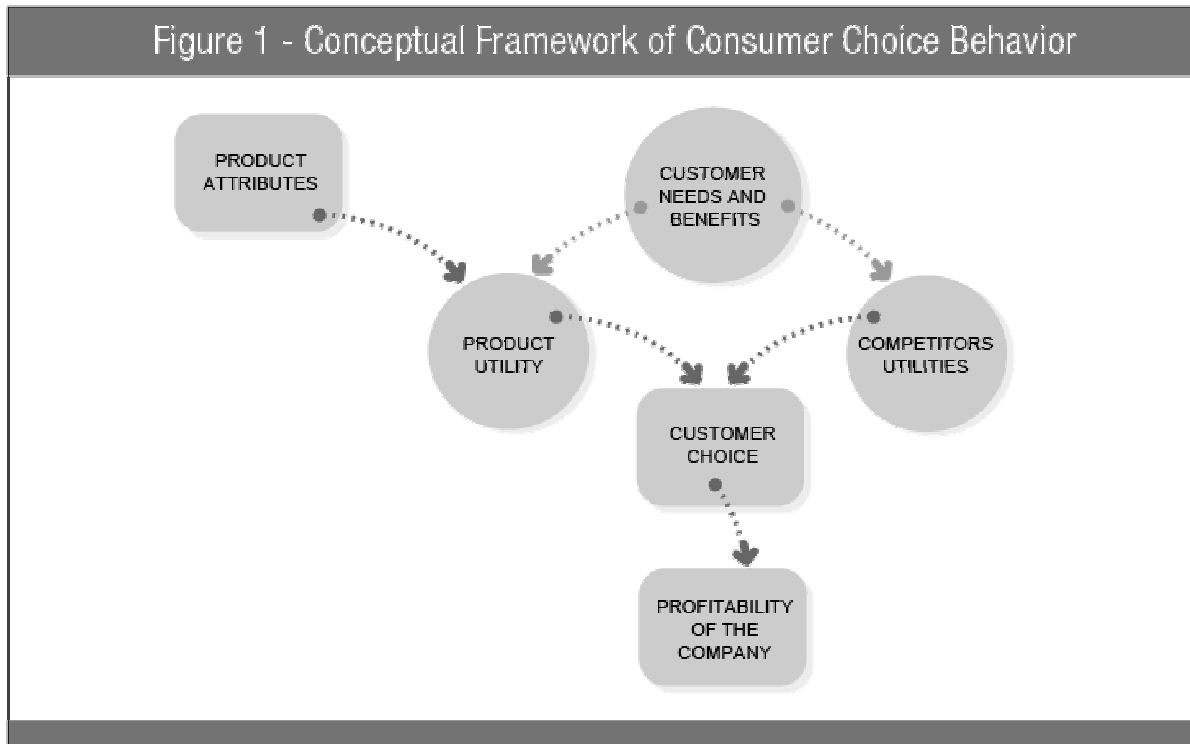 Figure 1 - Conceptual Framework of Consumer Choice Behavior
PRODUCT
ATTRIBUTES
CUSTOMER
NEEDS AND
BENEFITS
PRODUCT
UTILITY
COMPETITORS
UTILITIES
CUSTOMER
CHOICE
PROFITABILITY
OF THE
COMPANY